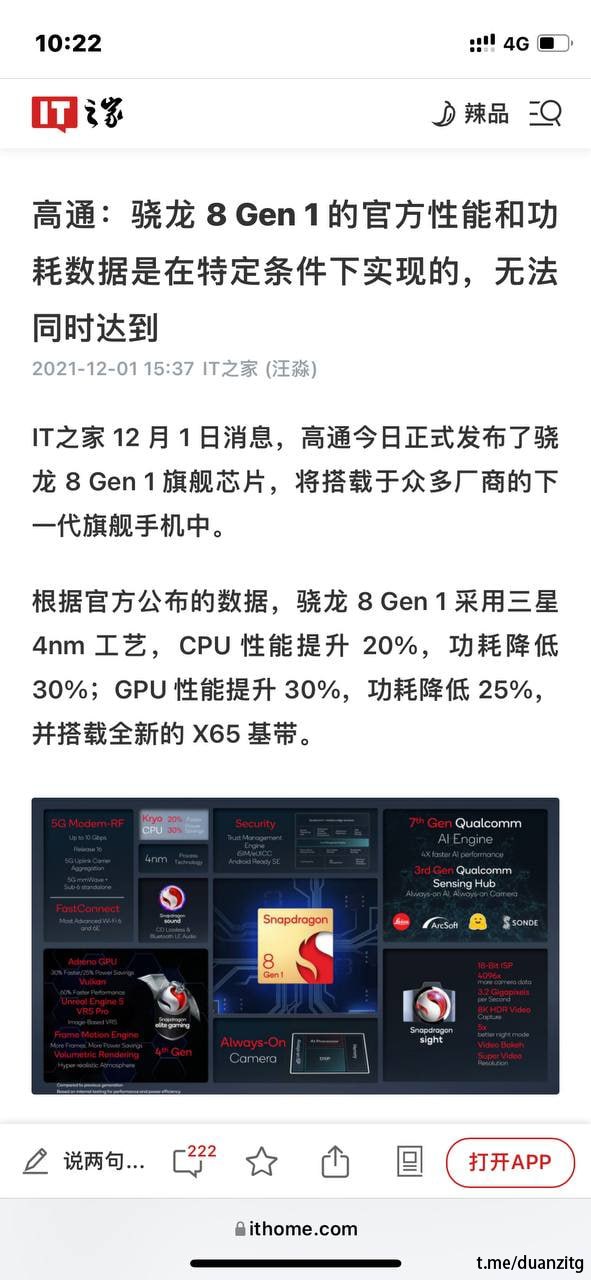 10:22
4G
IT之家
辣品
高通：骁龙 8 Gen 1 的官方性能和功
耗数据是在特定条件下实现的，无法
同时达到
2021-12-01 15:37 IT之家 (汪淼)
IT之家 12 月 1 日消息，高通今日正式发布了骁
龙 8 Gen 1 旗舰芯片，将搭载于众多厂商的下
一代旗舰手机中。
根据官方公布的数据，骁龙 8 Gen 1 采用三星
4nm 工艺，CPU 性能提升 20%，功耗降低
30%；GPU 性能提升 30%，功耗降低 25%，
并搭载全新的 X65 基带。
5G Modem-RF
Up to 10 Gbps
Release 16
5G Uplink Carrier
Aggregation
5G mmWave +
Sub-6 standalone
FastConnect
Most Advanced Wi-Fi 6
and 6E
Kryo 20% Faster
CPU 30% Power Savings
4nm Process Technology
Snapdragon
sound
CD Lossless &
Bluetooth LE Audio
Security
Trust Management
Engine
iSIM/eUICC
Android Ready SE
7th Gen Qualcomm
AI Engine
4X faster AI performance
3rd Gen Qualcomm
Sensing Hub
Always-on AI, Always-on Camera
Leica
ArcSoft
SONDE
Snapdragon
8
Gen 1
Adreno GPU
30% Faster/25% Power Savings
Vulkan
60% Faster Performance
Unreal Engine 5
VRS Pro
Image-Based VRS
Frame Motion Engine
More Frames, More Power Savings
Volumetric Rendering
Hyper-realistic Atmosphere
Snapdragon
elite gaming
4th Gen
Always-On
Camera
AI Processor
DSP
Snapdragon
sight
18-Bit ISP
4096x
more camera data
3.2 Gigapixels
per Second
8K HDR Video
Capture
5x
better night mode
Video Bokeh
Super Video
Resolution
Compared to previous generation
Based on internal testing for performance and power efficiency
说两句...
222
打开APP
ithome.com
t.me/duanzitg